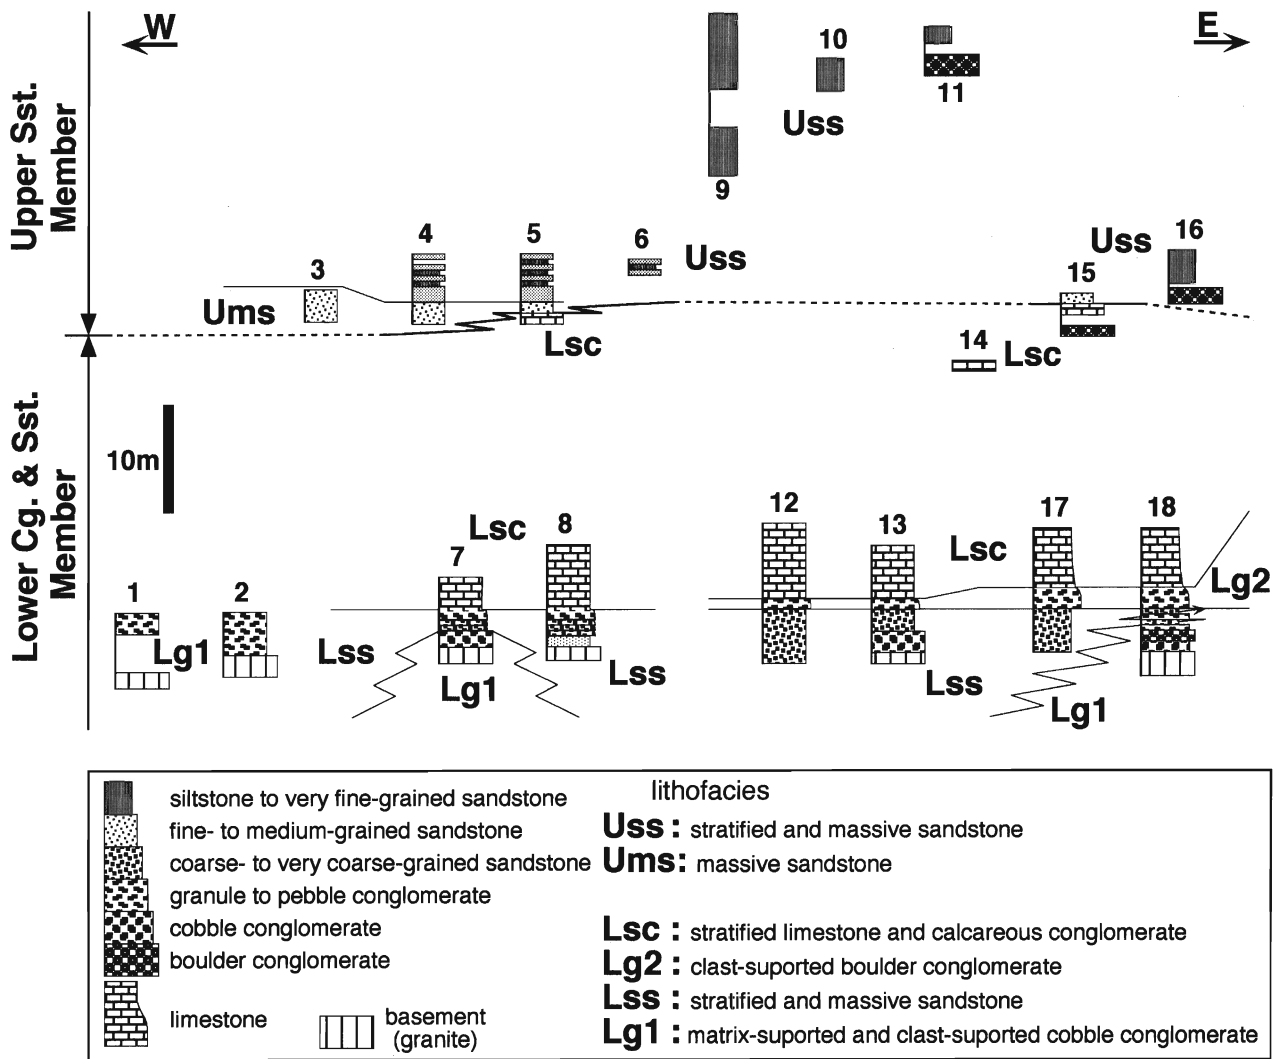 W
E
Upper Sst.
Member
9
10
Uss
11
3
4
5
6
Uss
Ums
Lsc
Uss
16
15
14
Lsc
Lower Cg. & Sst.
Member
10m
1
2
Lg1
Lsc
7
8
Lss
Lg1
Lss
12
13
Lss
Lsc
17
18
Lg2
Lg1
siltstone to very fine-grained sandstone
fine- to medium-grained sandstone
coarse- to very coarse-grained sandstone
granule to pebble conglomerate
cobble conglomerate
boulder conglomerate
limestone
basement
(granite)
lithofacies
Uss : stratified and massive sandstone
Ums: massive sandstone
Lsc : stratified limestone and calcareous conglomerate
Lg2 : clast-suported boulder conglomerate
Lss : stratified and massive sandstone
Lg1 : matrix-suported and clast-suported cobble conglomerate